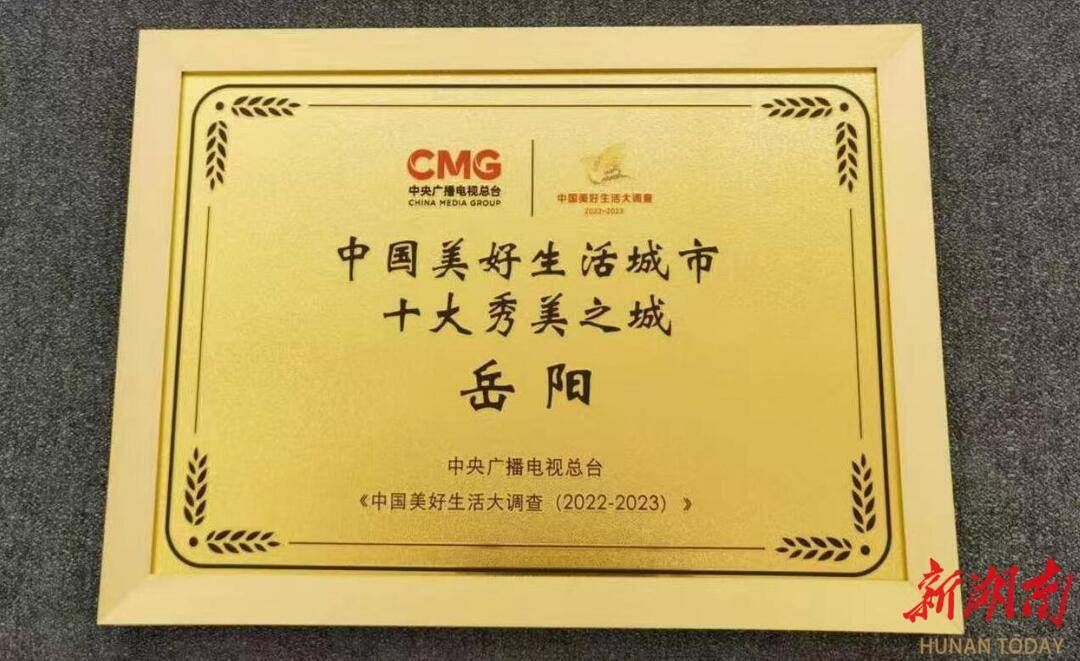 CMG
中央广播电视总台
CHINA MEDIA GROUP
中国美好生活大调查
2022-2023
中国美好生活城市
十大秀美之城
岳阳
中央广播电视总台
《中国美好生活大调查（2022-2023）》
新湖南
HUNAN TODAY